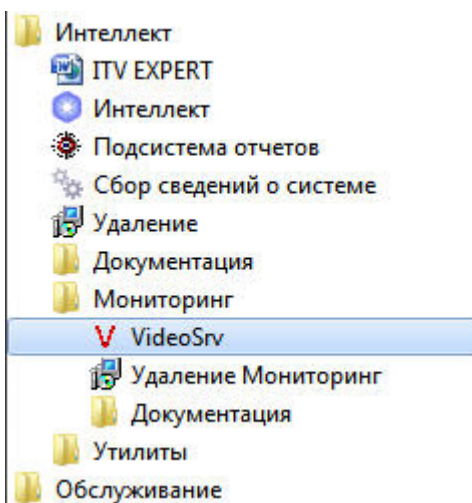 Интеллект
ITV EXPERT
Интеллект
Подсистема отчетов
Сбор сведений о системе
Удаление
Документация
Мониторинг
VideoSrv
Удаление Мониторинг
Документация
Утилиты
Обслуживание